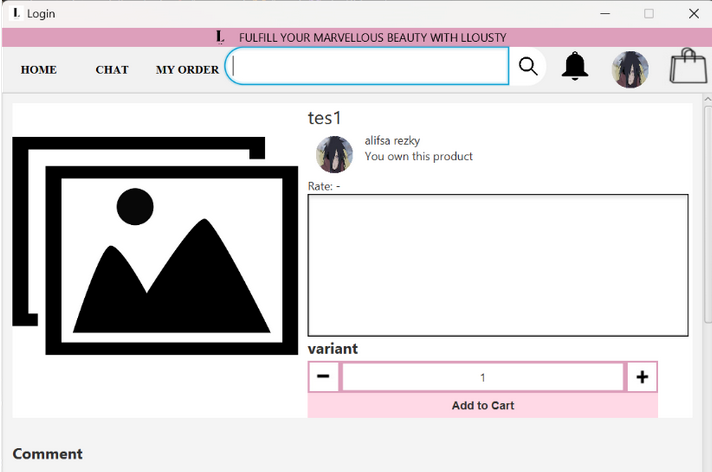 Login
L FULFILL YOUR MARVELLOUS BEAUTY WITH LLOUSTY
HOME CHAT MY ORDER
tes1
alifsa rezky
You own this product
Rate: -
variant
- 1 +
Add to Cart
Comment